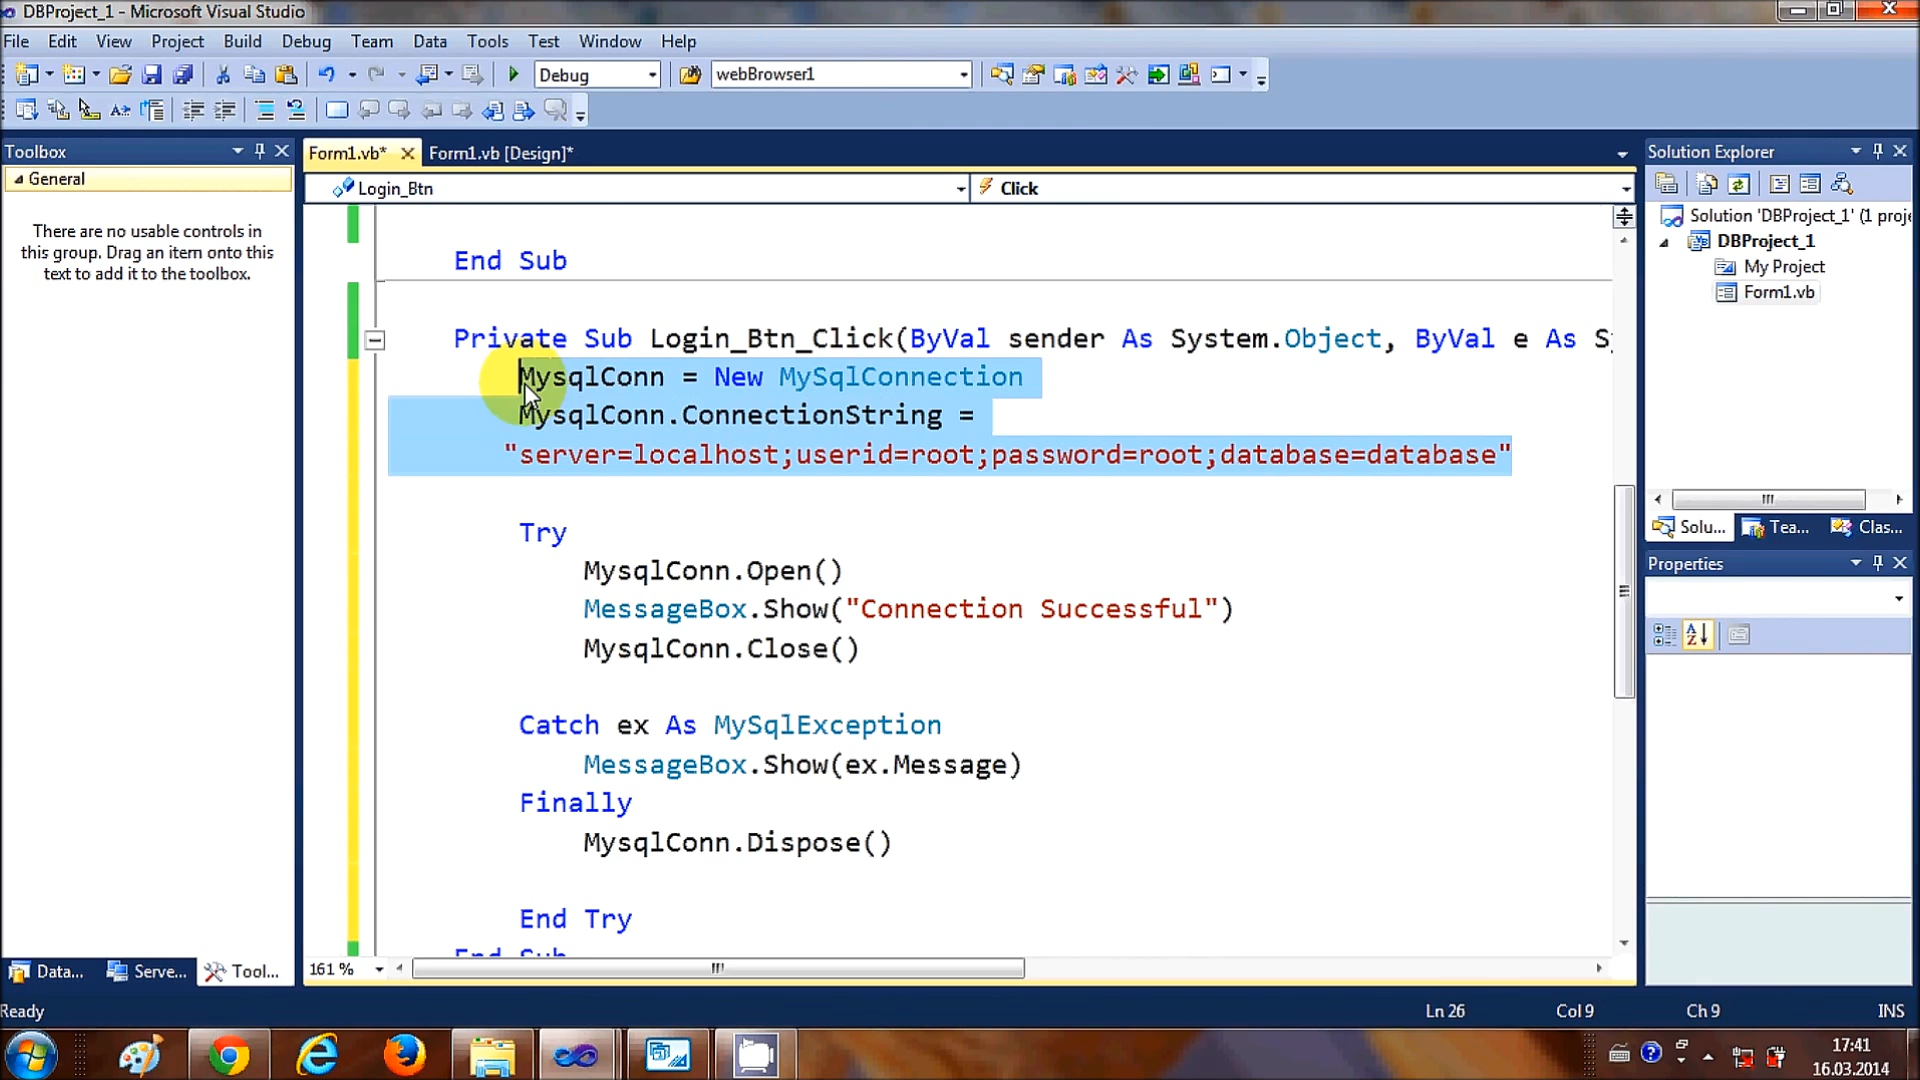 DBProject_1 - Microsoft Visual Studio
File Edit View Project Build Debug Team Data Tools Test Window Help
Debug webBrowser1
Toolbox
General
There are no usable controls in
this group. Drag an item onto this
text to add it to the toolbox.
Form1.vb* Form1.vb [Design]*
Login_Btn Click
End Sub
Private Sub Login_Btn_Click(ByVal sender As System.Object, ByVal e As Sy
MysqlConn = New MySqlConnection
MysqlConn.ConnectionString =
"server=localhost;userid=root;password=root;database=database"
Try
MysqlConn.Open()
MessageBox.Show("Connection Successful")
MysqlConn.Close()
Catch ex As MySqlException
MessageBox.Show(ex.Message)
Finally
MysqlConn.Dispose()
End Try
End Sub
161 %
Data... Serve... Tool...
Solution Explorer
Solution 'DBProject_1' (1 proje
DBProject_1
My Project
Form1.vb
Solu... Tea... Clas...
Properties
Ready Ln 26 Col 9 Ch 9 INS
17:41
16.03.2014